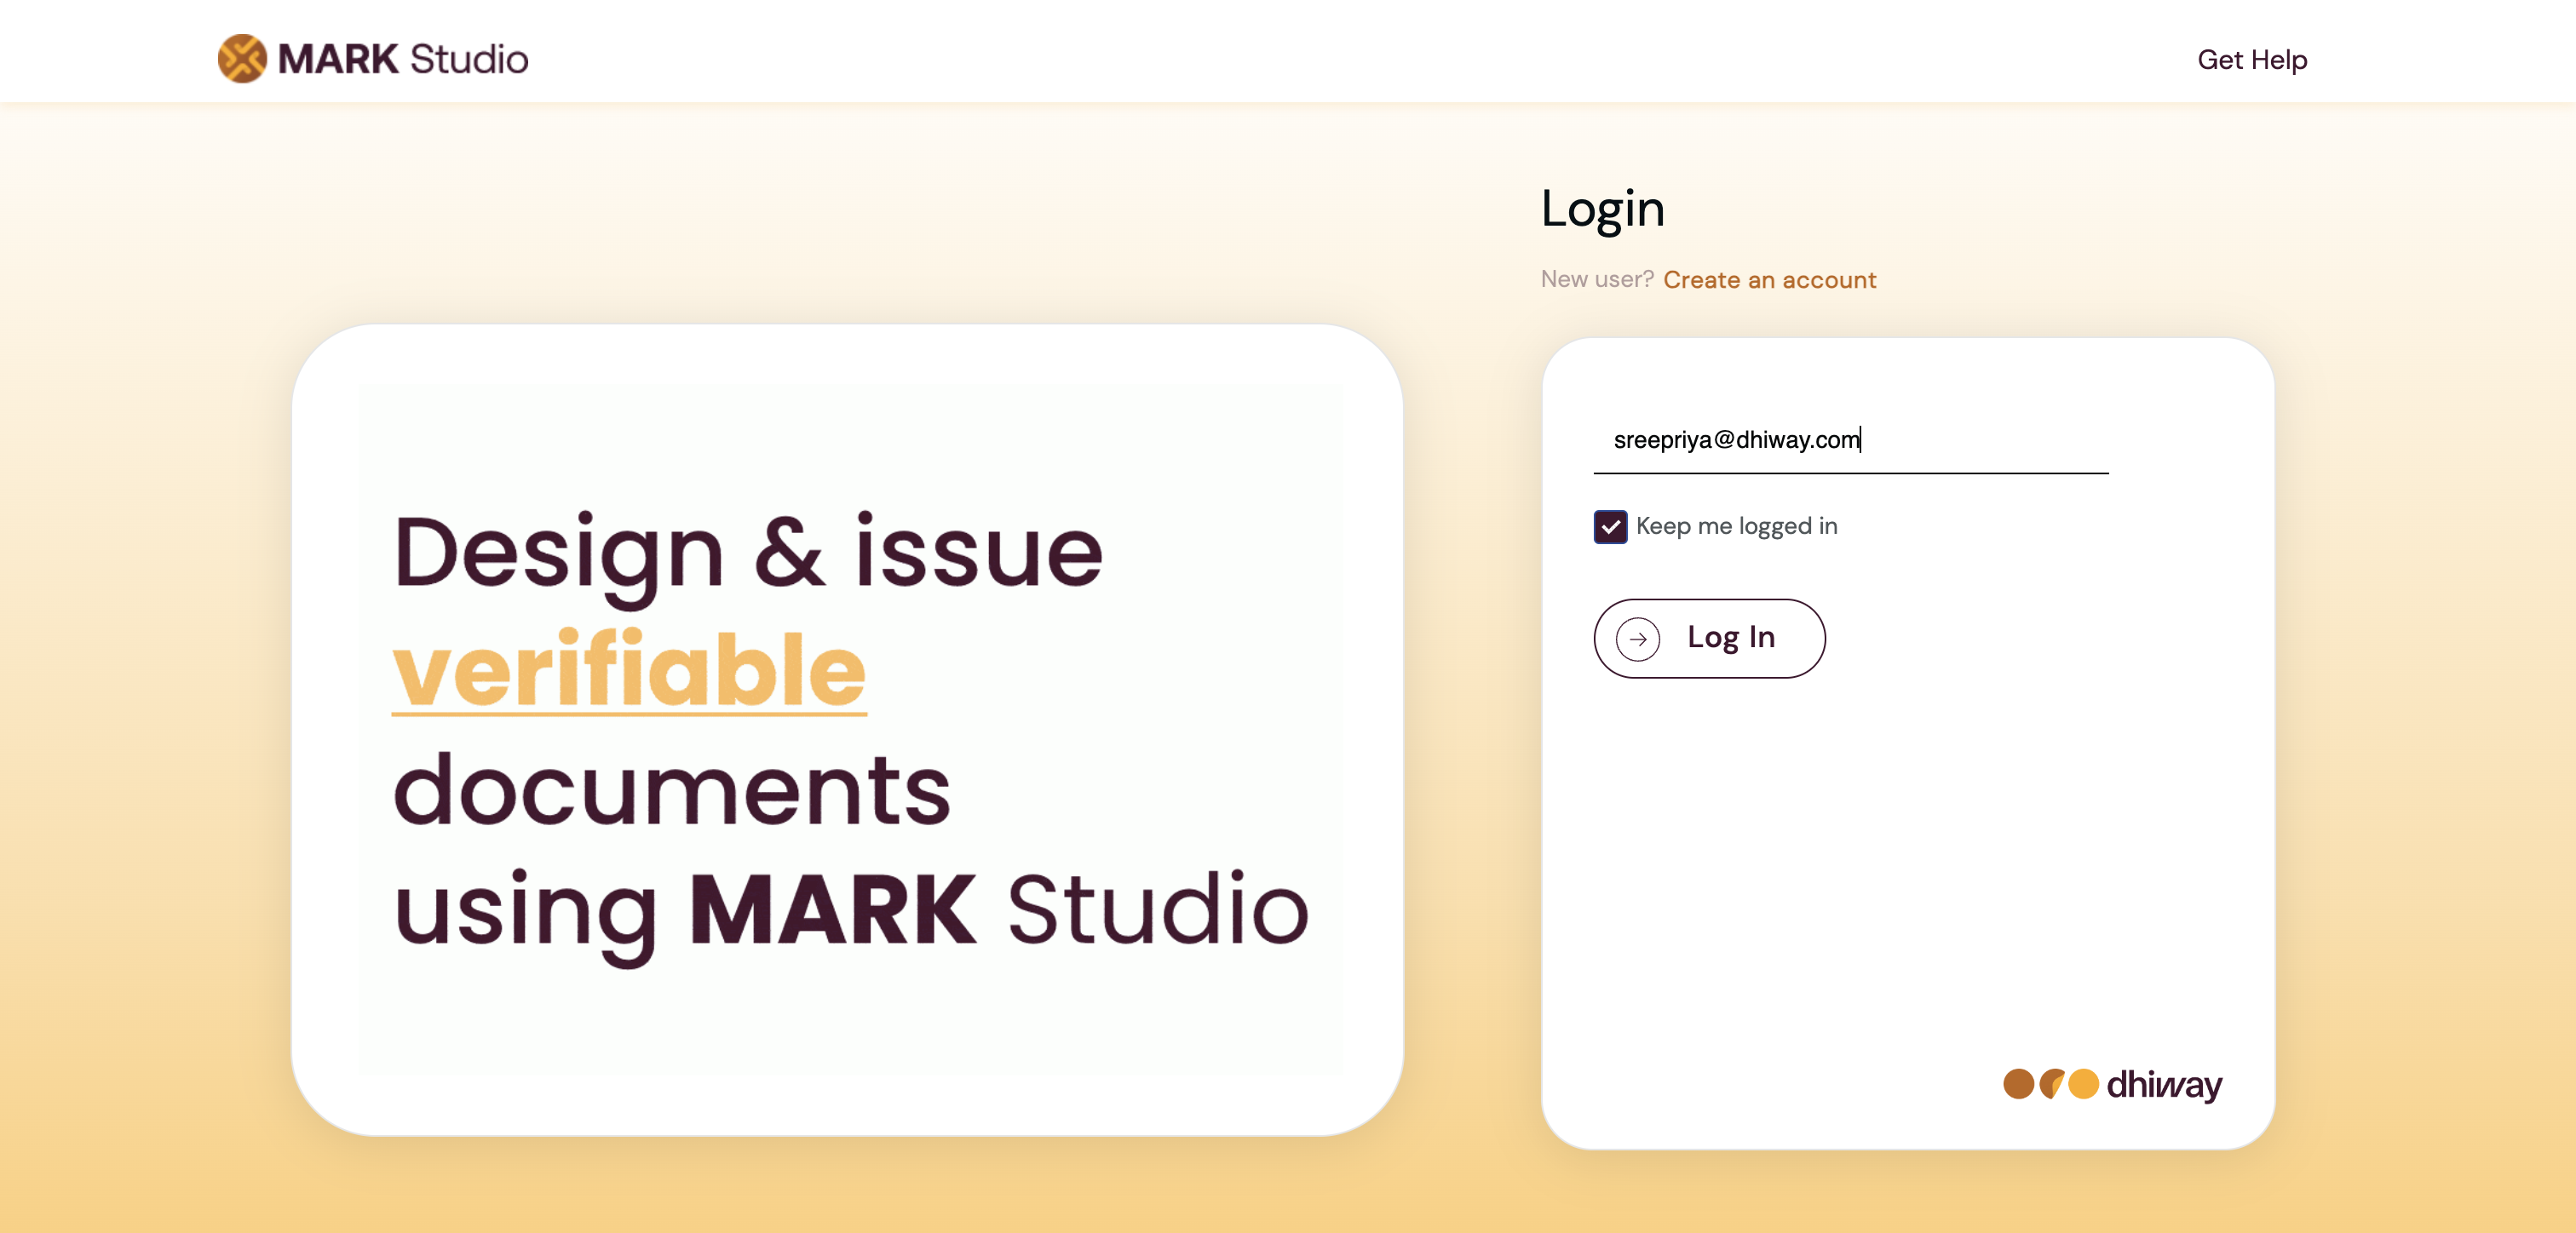 MARK Studio
Get Help
Login
New user? Create an account
Design & issue
verifiable
documents
using MARK Studio
sreepriya@dhiway.com
Keep me logged in
Log In
dhiway